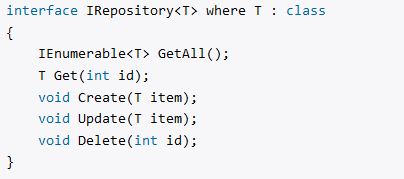 interface IRepository<T> where T : class
{
    IEnumerable<T> GetAll();
    T Get(int id);
    void Create(T item);
    void Update(T item);
    void Delete(int id);
}